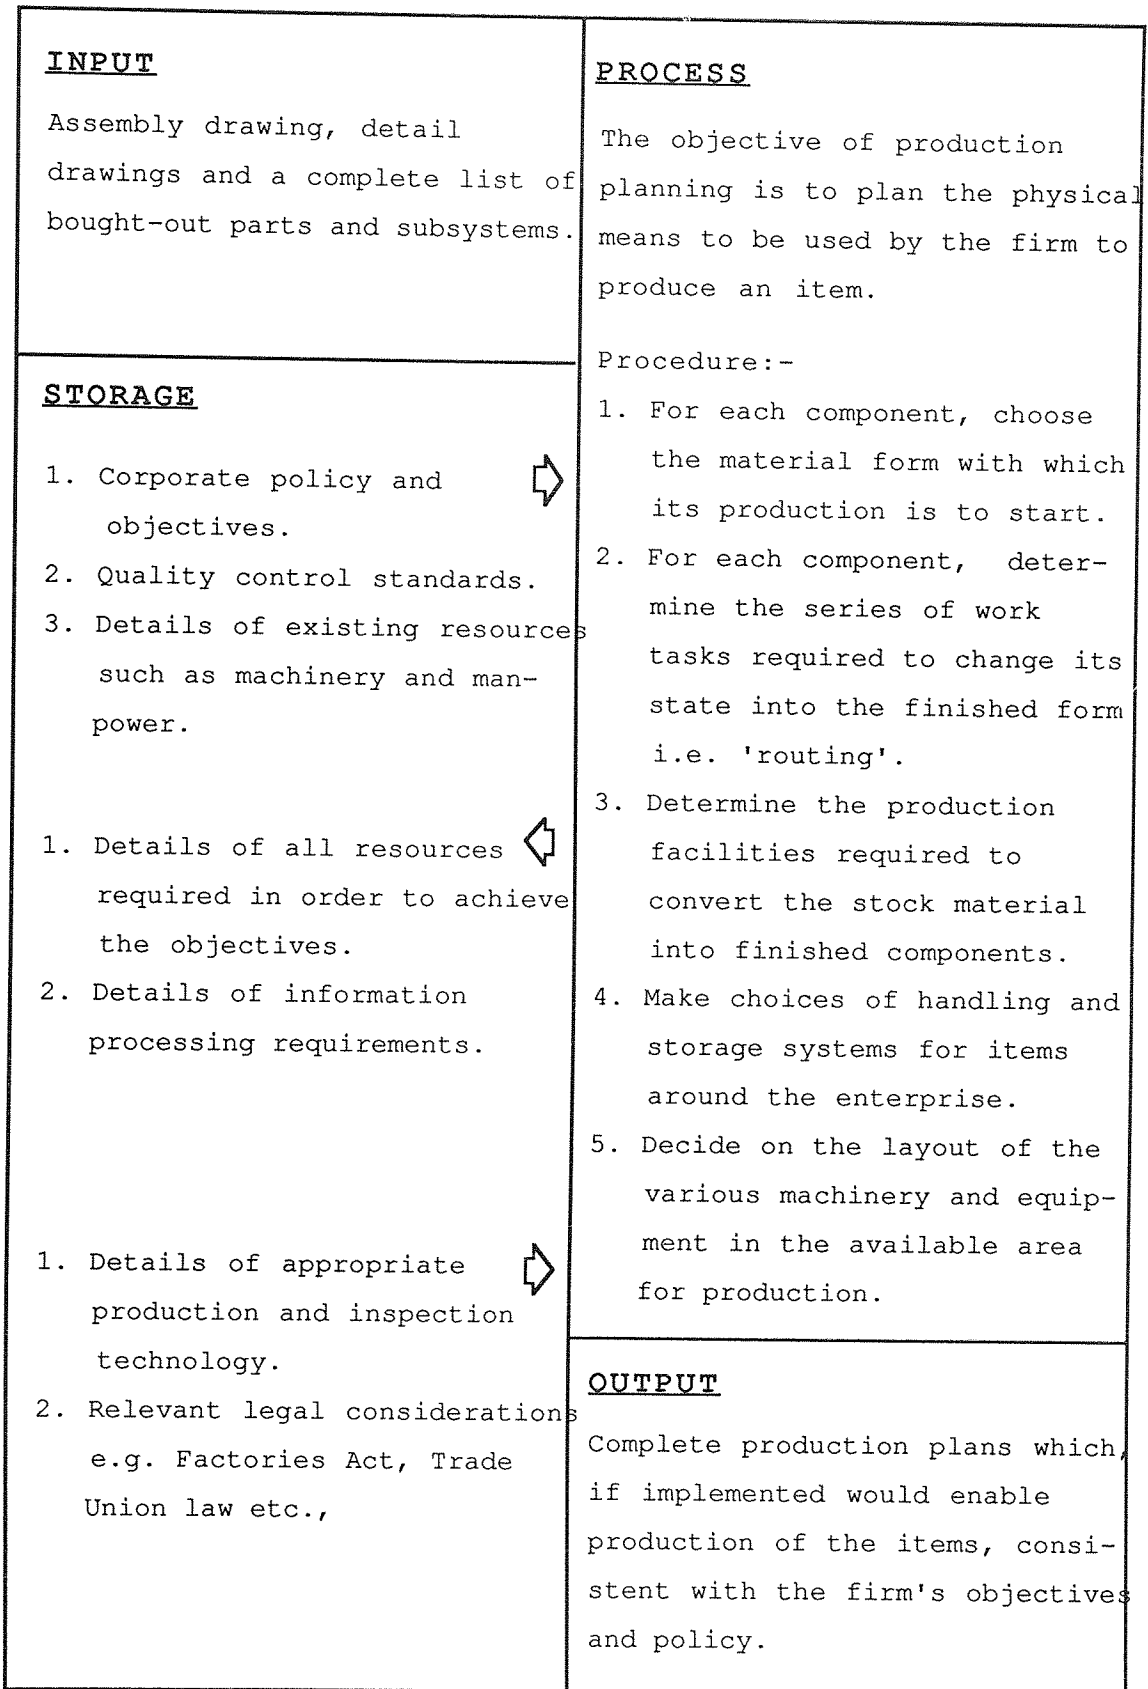 INPUT
Assembly drawing, detail
drawings and a complete list of
bought-out parts and subsystems.
STORAGE
1. Corporate policy and
objectives.
2. Quality control standards.
3. Details of existing resources
such as machinery and man-
power.
1. Details of all resources
required in order to achieve
the objectives.
2. Details of information
processing requirements.
1. Details of appropriate
production and inspection
technology.
2. Relevant legal considerations
e.g. Factories Act, Trade
Union law etc.,
PROCESS
The objective of production
planning is to plan the physical
means to be used by the firm to
produce an item.
Procedure:-
1. For each component, choose
the material form with which
its production is to start.
2. For each component, deter-
mine the series of work
tasks required to change its
state into the finished form
i.e. 'routing'.
3. Determine the production
facilities required to
convert the stock material
into finished components.
4. Make choices of handling and
storage systems for items
around the enterprise.
5. Decide on the layout of the
various machinery and equip-
ment in the available area
for production.
OUTPUT
Complete production plans which,
if implemented would enable
production of the items, consi-
stent with the firm's objectives
and policy.